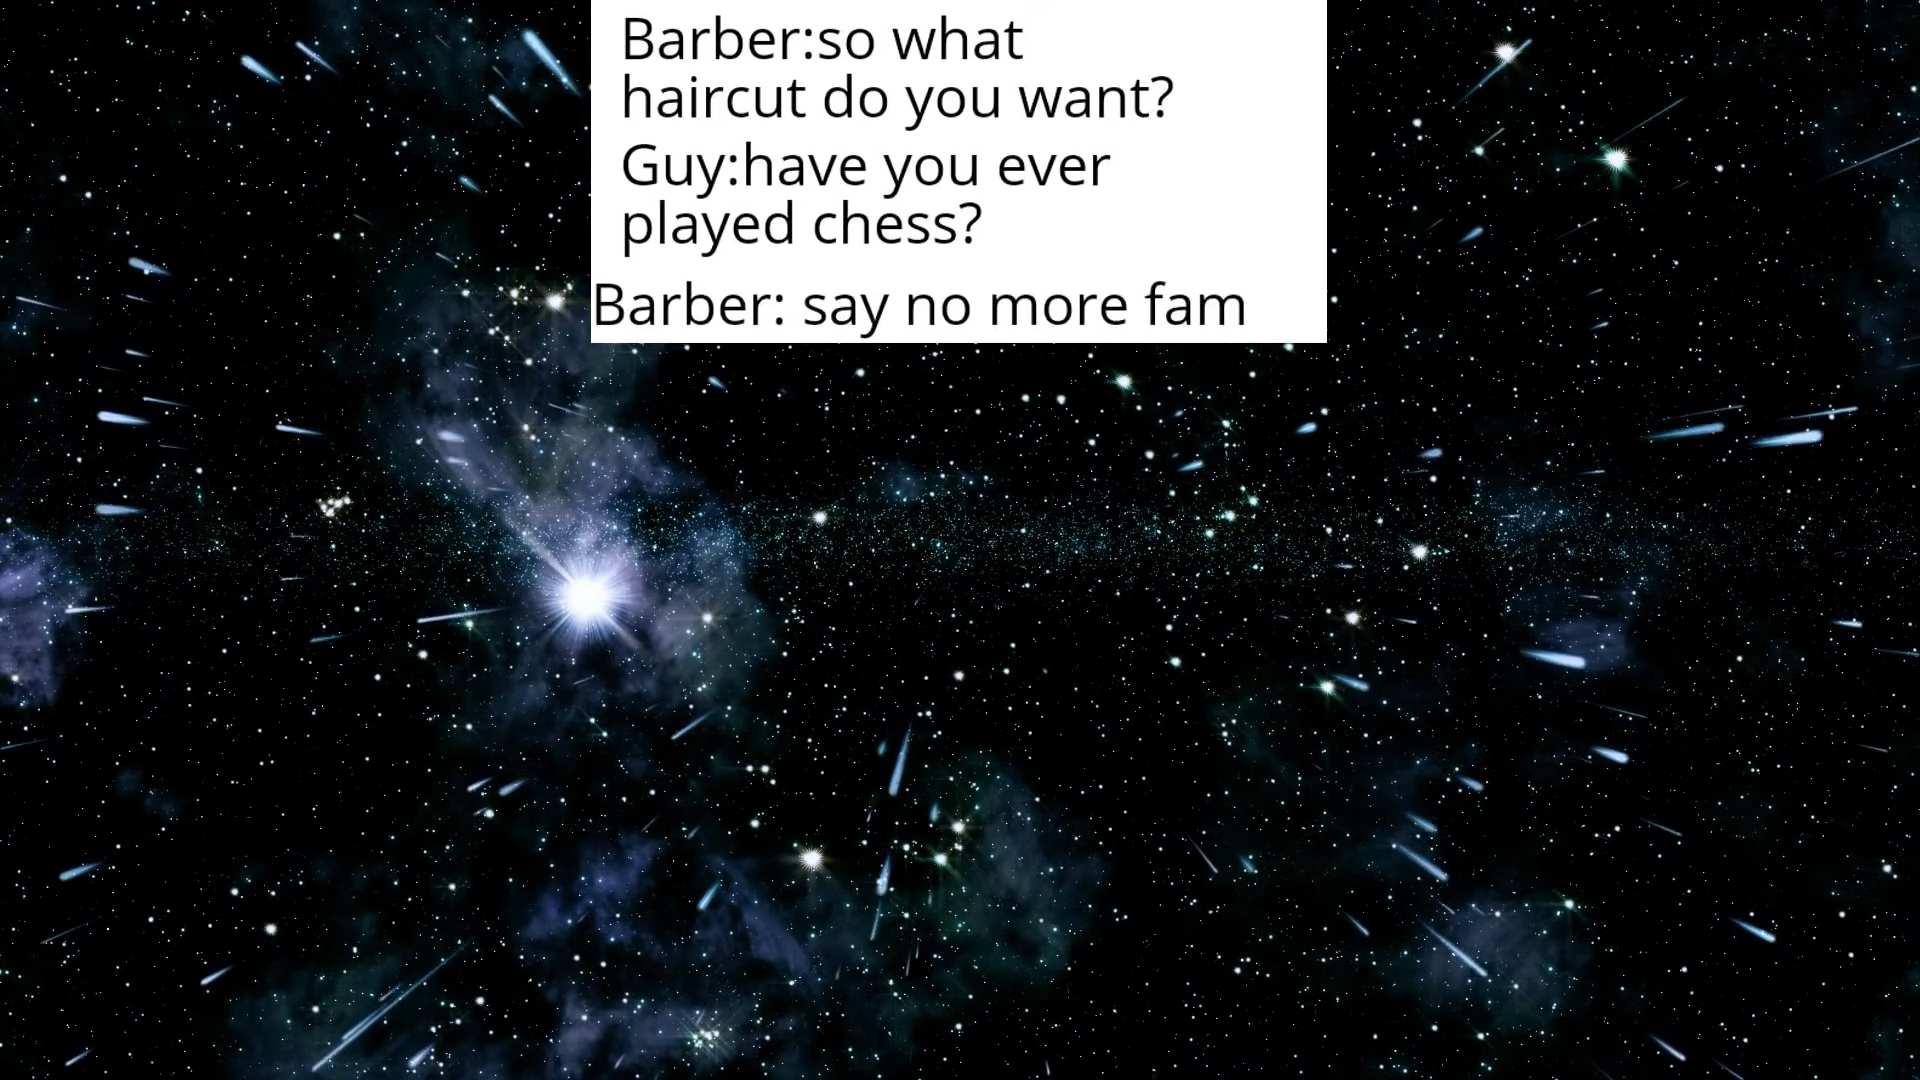 Barber:so what
haircut do you want?
Guy:have you ever
played chess?
Barber: say no more fam